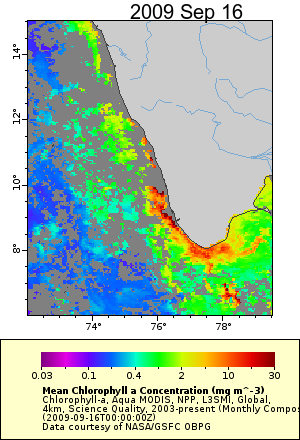 2009 Sep 16
14°
12°
10°
8°
74° 76° 78°
0.03 0.1 0.4 1 4 10 30
Mean Chlorophyll a Concentration (mg m^-3)
Chlorophyll-a, Aqua MODIS, NPP, L3SMI, Global,
4km, Science Quality, 2003-present (Monthly Compos
(2009-09-16T00:00:00Z)
Data courtesy of NASA/GSFC OBPG